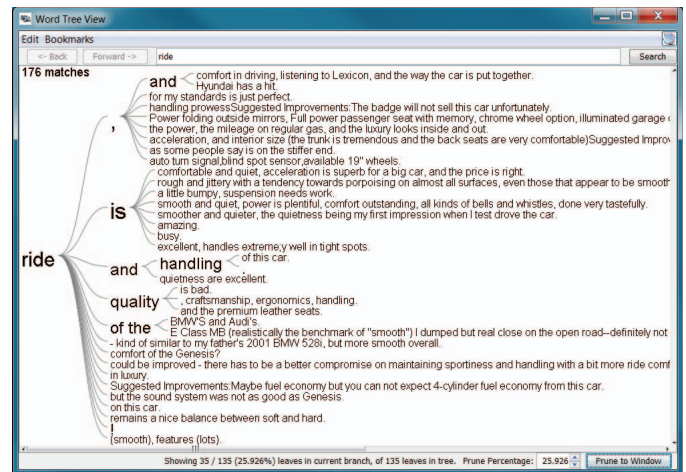 Word Tree View
Edit Bookmarks
<- Back Forward -> ride Search
176 matches
ride
,
and
comfort in driving, listening to Lexicon, and the way the car is put together.
Hyundai has a hit.
for my standards is just perfect.
handling prowessSuggested Improvements:The badge will not sell this car unfortunately.
Power folding outside mirrors, Full power passenger seat with memory, chrome wheel option, illuminated garage
the power, the mileage on regular gas, and the luxury looks inside and out.
acceleration, and interior size (the trunk is tremendous and the back seats are very comfortable)Suggested Improv
as some people say is on the stiffer end.
auto turn signal,blind spot sensor,available 19" wheels.
is
comfortable and quiet, acceleration is superb for a big car, and the price is right.
rough and jittery with a tendency towards porpoising on almost all surfaces, even those that appear to be smooth
a little bumpy, suspension needs work.
smooth and quiet, power is plentiful, comfort outstanding, all kinds of bells and whistles, done very tastefully.
smoother and quieter, the quietness being my first impression when I test drove the car.
amazing.
busy.
excellent, handles extreme;y well in tight spots.
and
handling
of this car.
.
quietness are excellent.
quality
is bad.
, craftsmanship, ergonomics, handling.
and the premium leather seats.
of the
BMW'S and Audi's.
E Class MB (realistically the benchmark of "smooth") I dumped but real close on the open road--definitely not
- kind of similar to my father's 2001 BMW 528i, but more smooth overall.
comfort of the Genesis?
could be improved - there has to be a better compromise on maintaining sportiness and handling with a bit more ride comf
in luxury.
Suggested Improvements:Maybe fuel economy but you can not expect 4-cylinder fuel economy from this car.
but the sound system was not as good as Genesis.
on this car.
remains a nice balance between soft and hard.
!
(smooth), features (lots).
Showing 35 / 135 (25.926%) leaves in current branch, of 135 leaves in tree. Prune Percentage: 25.926 Prune to Window